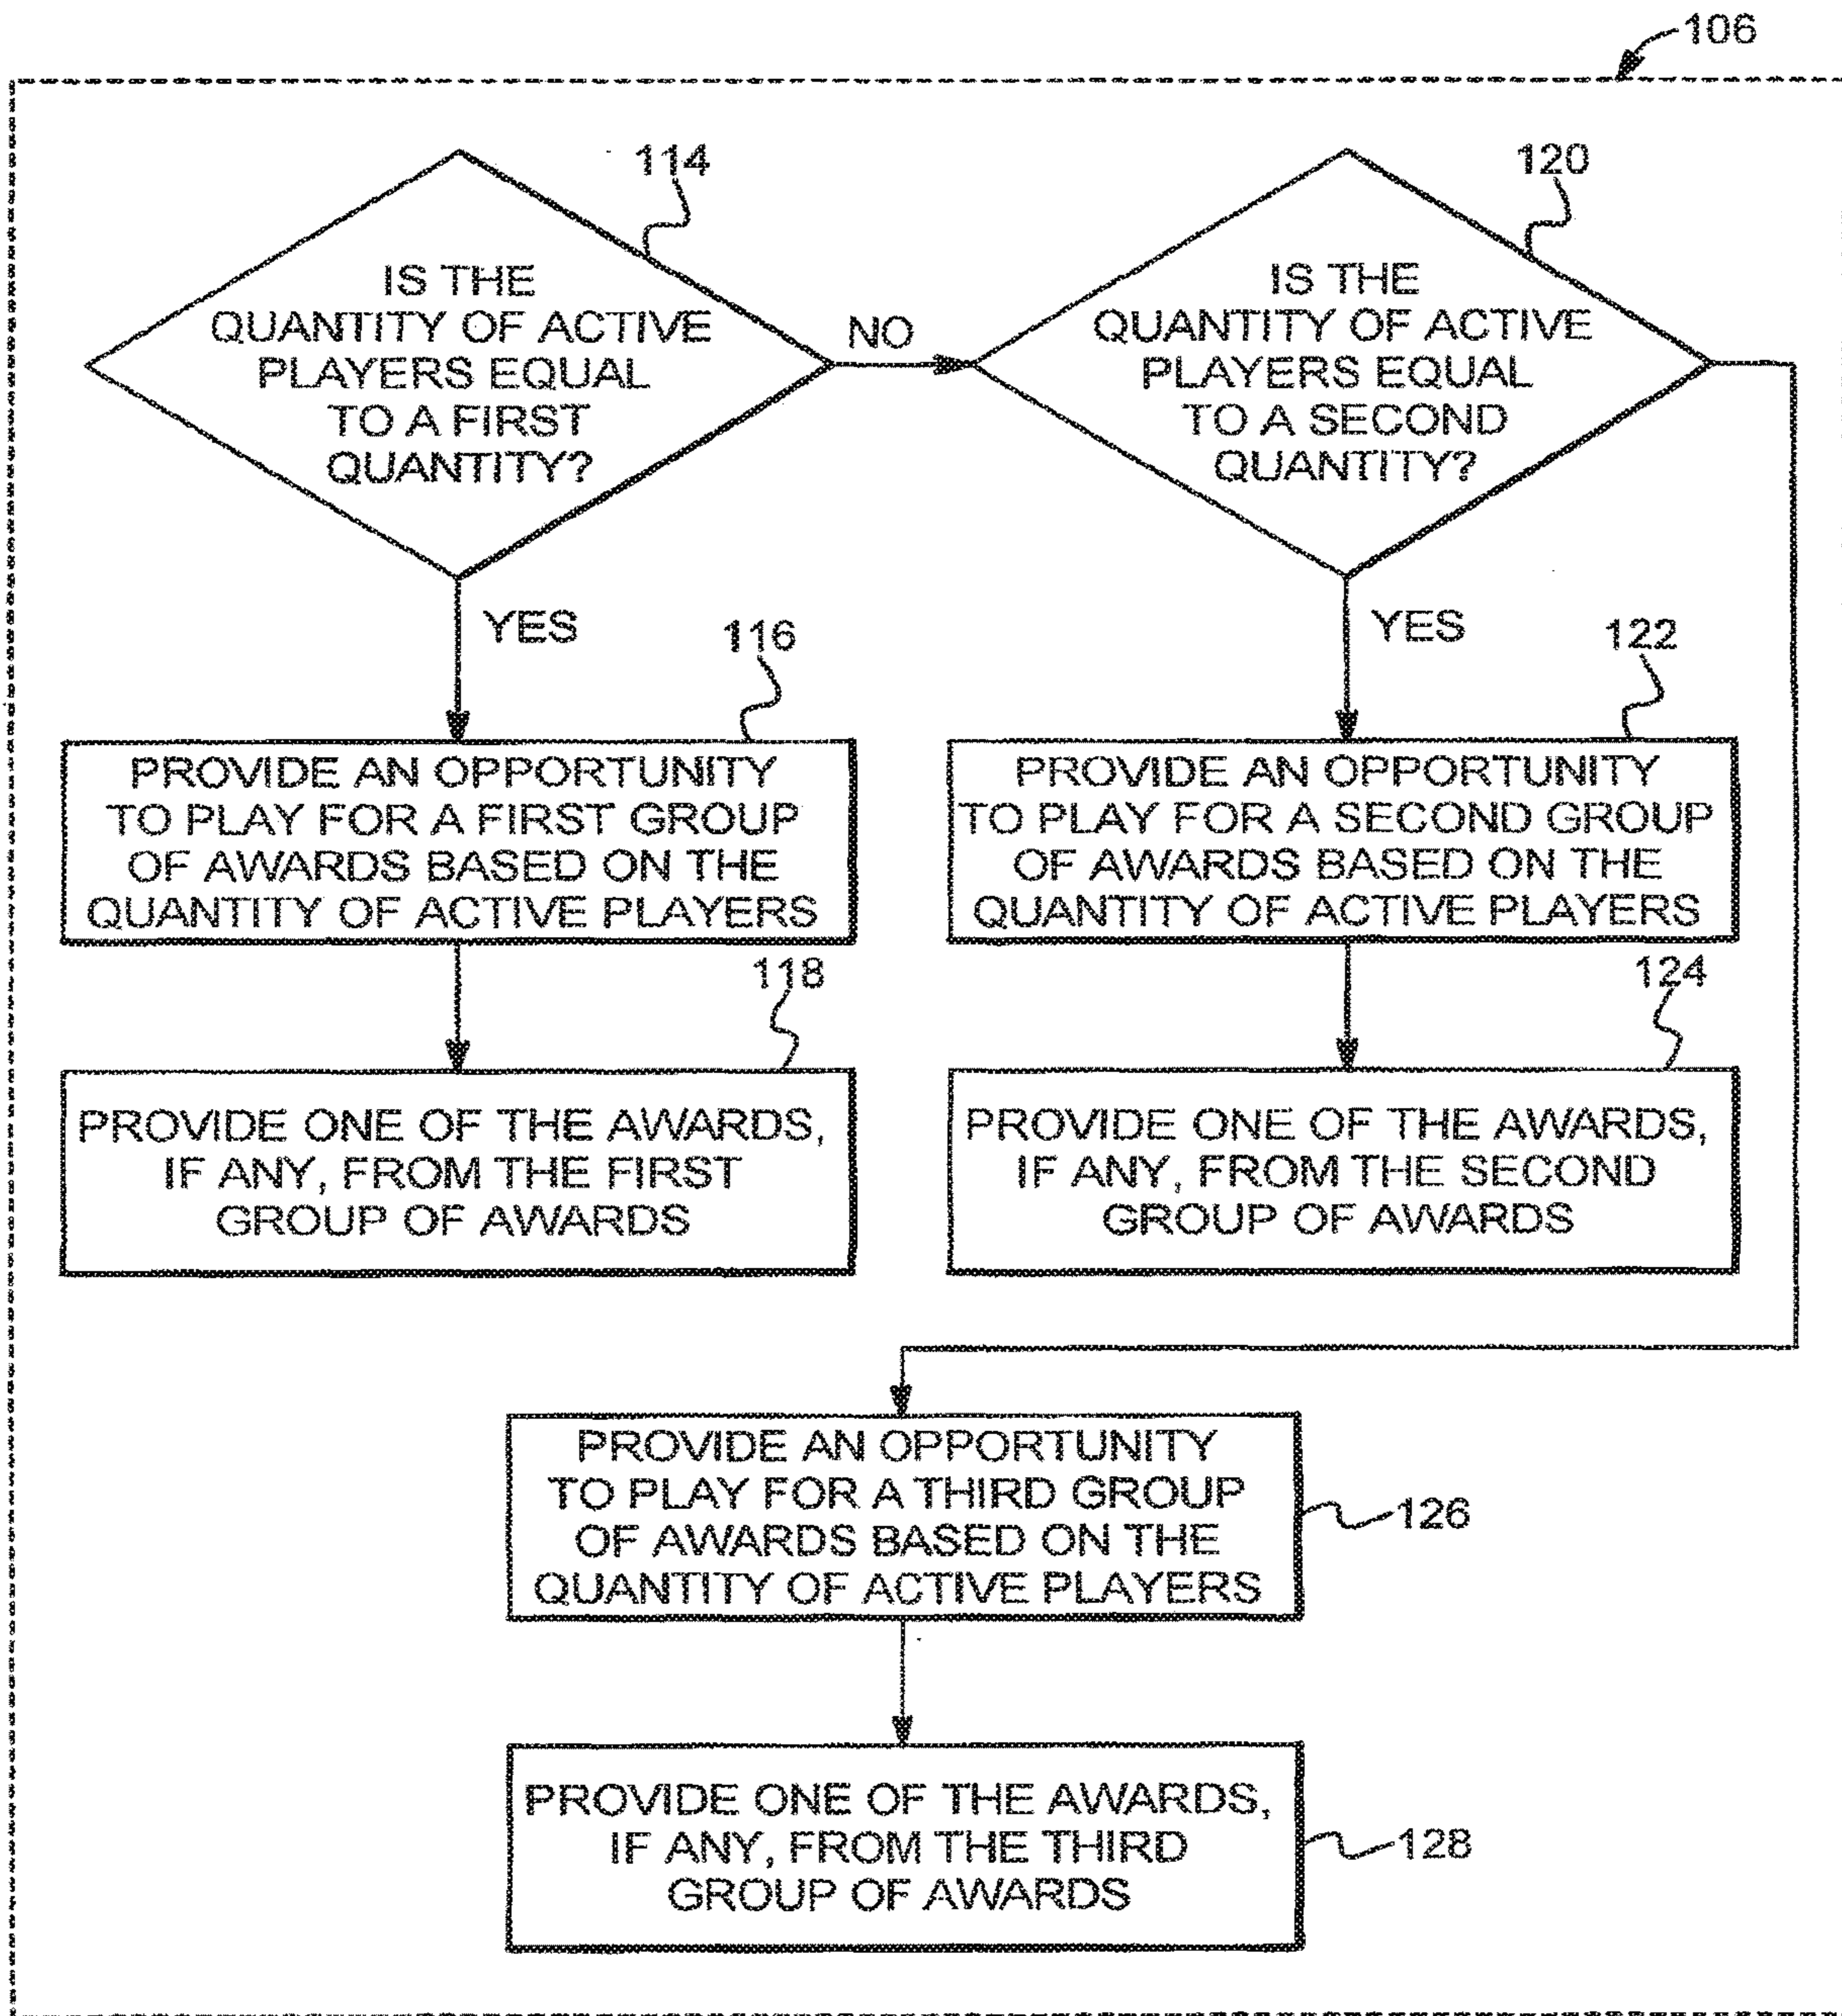 106
114
IS THE
QUANTITY OF ACTIVE
PLAYERS EQUAL
TO A FIRST
QUANTITY?
NO
120
IS THE
QUANTITY OF ACTIVE
PLAYERS EQUAL
TO A SECOND
QUANTITY?
YES
116
PROVIDE AN OPPORTUNITY
TO PLAY FOR A FIRST GROUP
OF AWARDS BASED ON THE
QUANTITY OF ACTIVE PLAYERS
118
PROVIDE ONE OF THE AWARDS,
IF ANY, FROM THE FIRST
GROUP OF AWARDS
YES
122
PROVIDE AN OPPORTUNITY
TO PLAY FOR A SECOND GROUP
OF AWARDS BASED ON THE
QUANTITY OF ACTIVE PLAYERS
124
PROVIDE ONE OF THE AWARDS,
IF ANY, FROM THE SECOND
GROUP OF AWARDS
PROVIDE AN OPPORTUNITY
TO PLAY FOR A THIRD GROUP
OF AWARDS BASED ON THE
QUANTITY OF ACTIVE PLAYERS
126
PROVIDE ONE OF THE AWARDS,
IF ANY, FROM THE THIRD
GROUP OF AWARDS
128